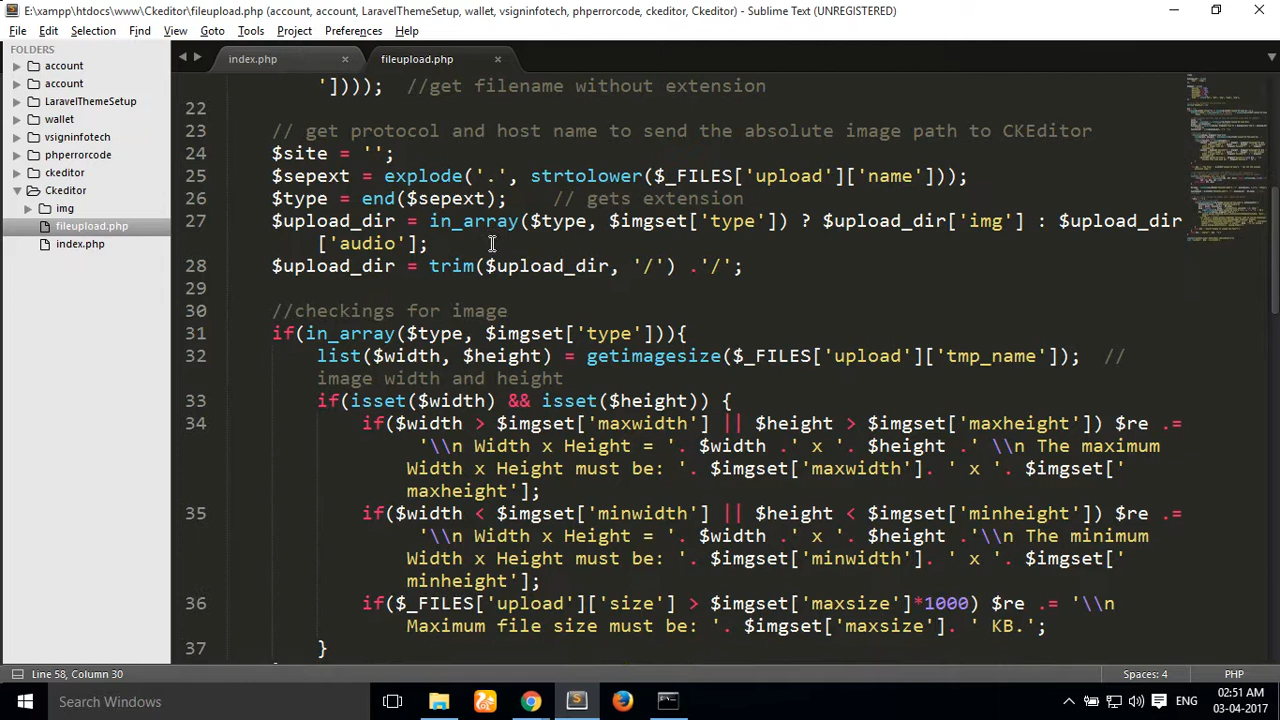 E:\xampp\htdocs\www\Ckeditor\fileupload.php (account, account, LaravelThemeSetup, wallet, vsigninfotech, phperrorcode, ckeditor, Ckeditor) - Sublime Text (UNREGISTERED)
File Edit Selection Find View Goto Tools Project Preferences Help
FOLDERS
account
account
LaravelThemeSetup
wallet
vsigninfotech
phperrorcode
ckeditor
Ckeditor
img
fileupload.php
index.php
index.php × fileupload.php ×
'])))); //get filename without extension
22
23 // get protocol and host name to send the absolute image path to CKEditor
24 $site = '';
25 $sepext = explode('.', strtolower($_FILES['upload']['name']));
26 $type = end($sepext); // gets extension
27 $upload_dir = in_array($type, $imgset['type']) ? $upload_dir['img'] : $upload_dir
['audio'];
28 $upload_dir = trim($upload_dir, '/') .'/';
29
30 //checkings for image
31 if(in_array($type, $imgset['type'])){
32 list($width, $height) = getimagesize($_FILES['upload']['tmp_name']); //
image width and height
33 if(isset($width) && isset($height)) {
34 if($width > $imgset['maxwidth'] || $height > $imgset['maxheight']) $re .=
'\\n Width x Height = '. $width .' x '. $height .' \\n The maximum
Width x Height must be: '. $imgset['maxwidth']. ' x '. $imgset['
maxheight'];
35 if($width < $imgset['minwidth'] || $height < $imgset['minheight']) $re .=
'\\n Width x Height = '. $width .' x '. $height .'\\n The minimum
Width x Height must be: '. $imgset['minwidth']. ' x '. $imgset['
minheight'];
36 if($_FILES['upload']['size'] > $imgset['maxsize']*1000) $re .= '\\n
Maximum file size must be: '. $imgset['maxsize']. ' KB.';
37 }
Line 58, Column 30 Spaces: 4 PHP
Search Windows
ENG
02:51 AM
03-04-2017